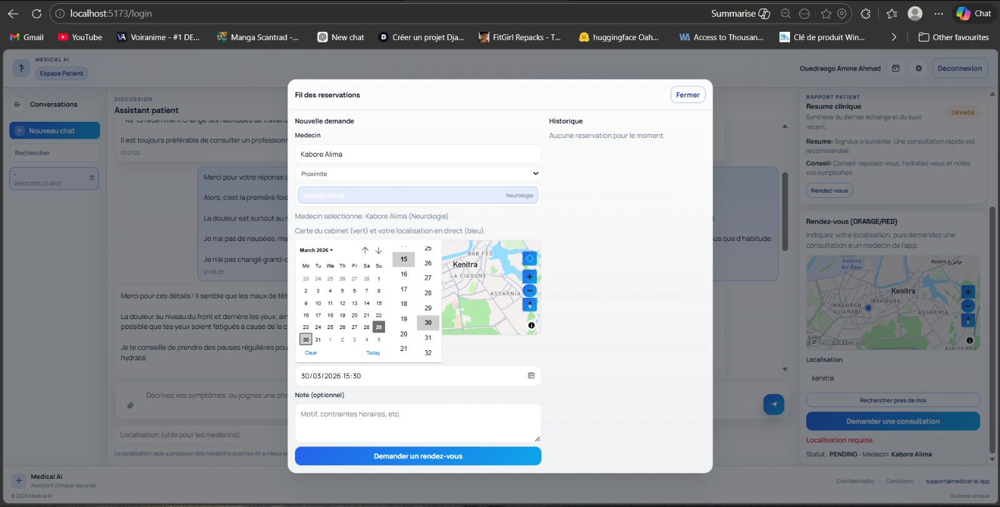 localhost:5173/login
Summarise
Chat
Gmail
YouTube
Voiranime - #1 DE...
Manga Scantrad -...
New chat
Créer un projet Dja...
FitGirl Repacks - T...
huggingface Oah...
Access to Thousan...
Clé de produit Win...
Other favourites
MEDICAL AI
Espace Patient
Ouedraogo Amine Ahmad
Deconnexion
Conversations
Nouveau chat
Rechercher
-
29/03/2026, 01:08:57
DISCUSSION
Assistant patient
As-tu récemment changé tes habitudes de travail
Il est toujours préférable de consulter un profession
01:01:22
Merci pour votre réponse
Alors, c'est la première fois
La douleur est surtout au
Je n'ai pas de nausées, ma
us que d'habitude.
Je n'ai pas changé grand-c
01:05:25
Merci pour ces détails ! Il semble que les maux de têt
La douleur au niveau du front et derrière les yeux, ain
possible que tes yeux soient fatigués à cause de la c
Je te conseille de prendre des pauses régulières pou
hydraté.
Décrivez vos symptômes, ou joignez une pho
Localisation (utile pour les medecins)
La localisation aide a proposer des medecins proches et a mieux a
Fil des reservations
Fermer
Nouvelle demande
Medecin
Kabore Alima
Proximite
Kabore Alima
Neurologie
Medecin selectionne: Kabore Alima (Neurologie)
Carte du cabinet (vert) et votre localisation en direct (bleu).
March 2026
Mo Tu We Th Fr Sa Su
23 24 25 26 27 28 1
2 3 4 5 6 7 8
9 10 11 12 13 14 15
16 17 18 19 20 21 22
23 24 25 26 27 28 29
30 31 1 2 3 4 5
Clear
Today
15
16
17
18
19
20
21
25
26
27
28
29
30
31
32
BAB FÈS
Kenitra
LA CIGOGNE
ASSAKNIA
30/03/2026 15:30
Note (optionnel)
Motif, contraintes horaires, etc.
Demander un rendez-vous
Historique
Aucune reservation pour le moment.
RAPPORT PATIENT
Resume clinique
ORANGE
Synthese du dernier echange et du suivi
recent.
Resume: Signaux a surveiller. Une consultation rapide est
recommandee.
Conseil: Conseil: reposez-vous, hydratez-vous et notez
vos symptomes.
Rendez-vous
Rendez-vous (ORANGE/RED)
Indiquez votre localisation, puis demandez une
consultation a un medecin de l'app.
Kenitra
Air Base
Assam
Kenitra
MAGHREB
AL ARABI
MAAMORA
ASSAKNIA
mapbox
Localisation
kenitra
Rechercher pres de moi
Demander une consultation
Localisation requise.
Statut : PENDING - Medecin: Kabore Alima
Medical AI
Assistant clinique securise
© 2026 Medical AI
Confidentialite - Conditions - support@medical-ai.app
Systeme clinique